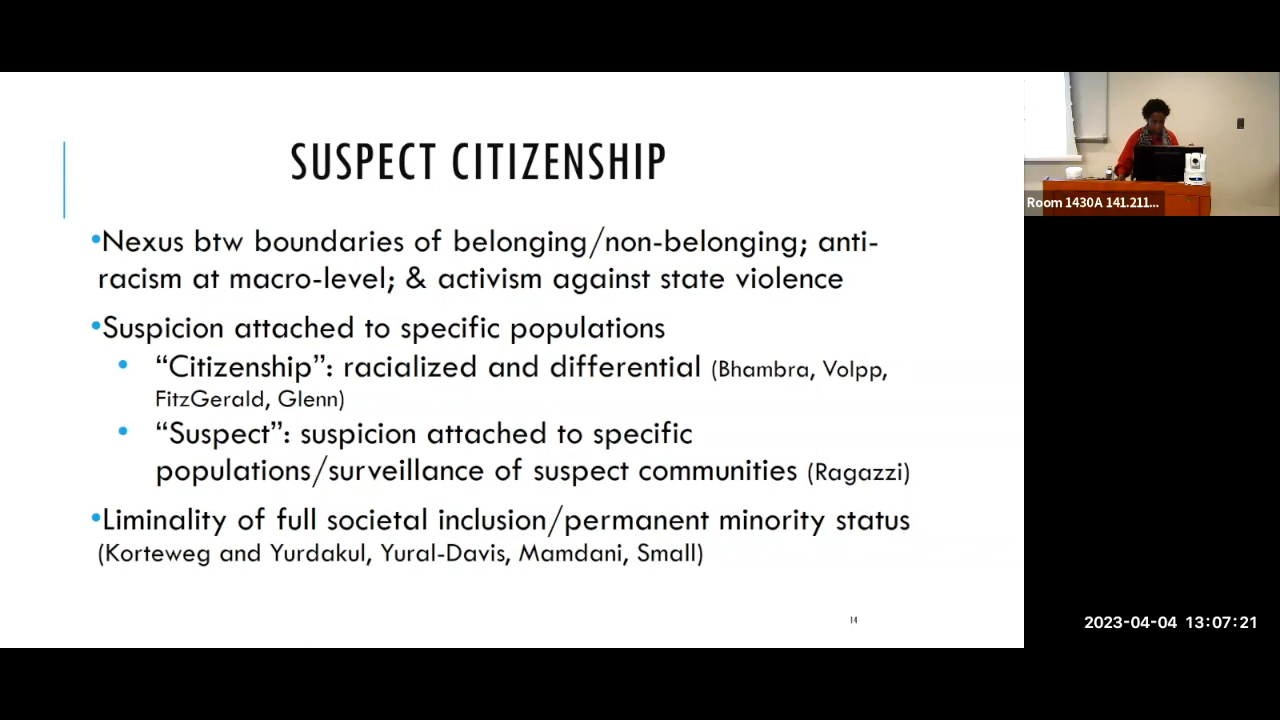 SUSPECT CITIZENSHIP
•Nexus btw boundaries of belonging/non-belonging; anti-
racism at macro-level; & activism against state violence
•Suspicion attached to specific populations
• “Citizenship”: racialized and differential (Bhambra, Volpp,
FitzGerald, Glenn)
• “Suspect”: suspicion attached to specific
populations/surveillance of suspect communities (Ragazzi)
•Liminality of full societal inclusion/permanent minority status
(Korteweg and Yurdakul, Yural-Davis, Mamdani, Small)
14
Room 1430A 141.211...
2023-04-04 13:07:21